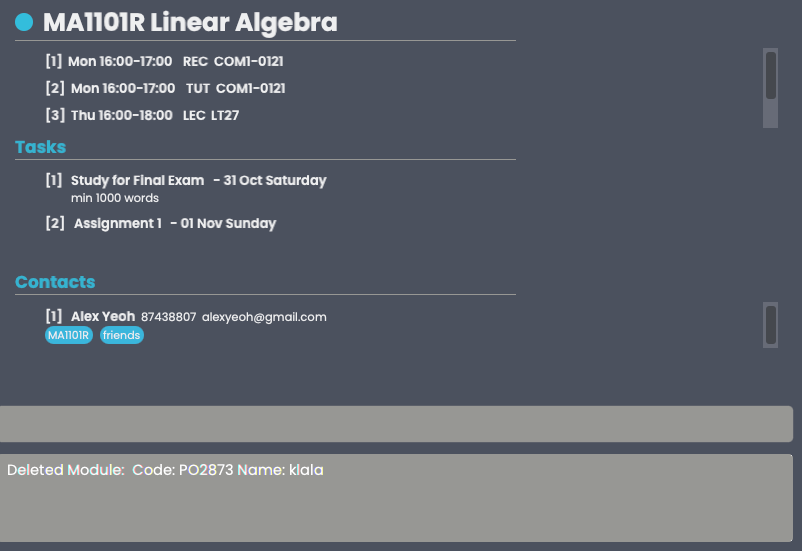 MA1101R Linear Algebra
[1] Mon 16:00-17:00 REC COM1-0121
[2] Mon 16:00-17:00 TUT COM1-0121
[3] Thu 16:00-18:00 LEC LT27
Tasks
[1] Study for Final Exam - 31 Oct Saturday
min 1000 words
[2] Assignment 1 - 01 Nov Sunday
Contacts
[1] Alex Yeoh 87438807 alexyeoh@gmail.com
MA1101R friends
Deleted Module: Code: PO2873 Name: klala